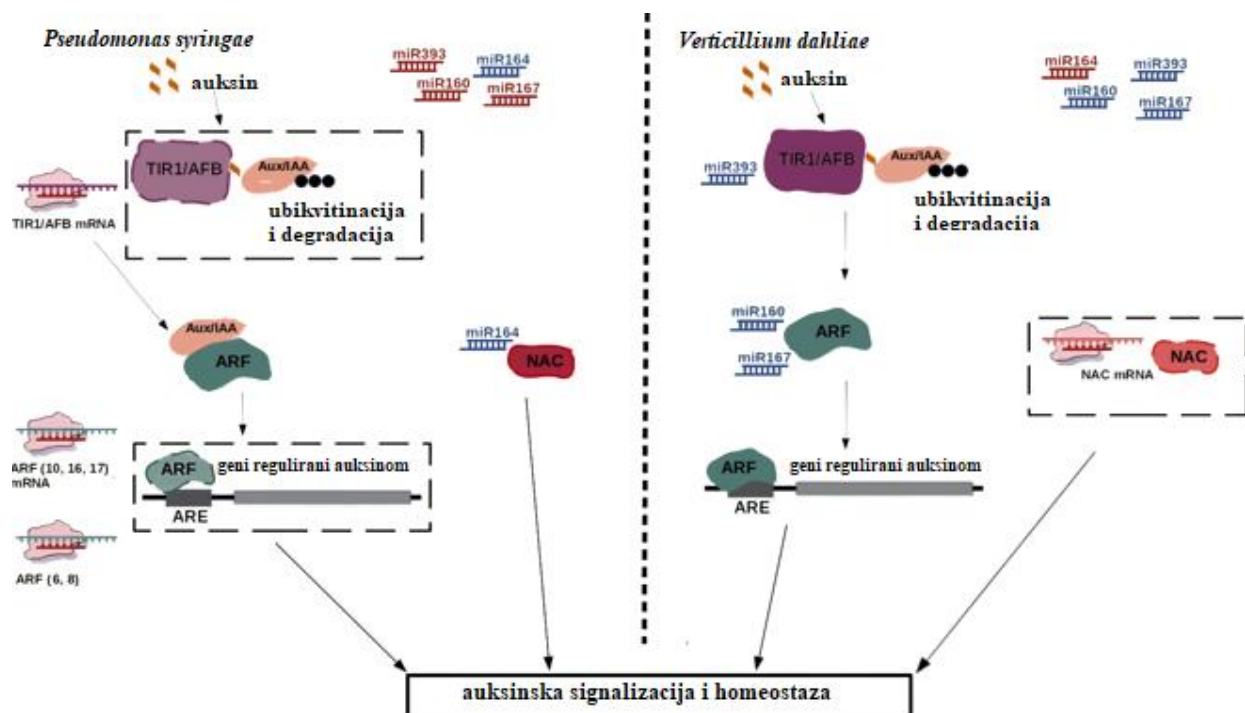 Pseudomonas syringae
auksin
miR393
miR164
miR160
miR167
TIR1/AFB
Aux/IAA
ubikvitinacija
i degradacija
TIR1/AFB mRNA
Aux/IAA
ARF
miR164
NAC
ARF (10, 16, 17)
mRNA
ARF
geni regulirani auksinom
ARE
ARF (6, 8)
Verticillium dahliae
auksin
miR164
miR393
miR160
miR167
miR393
TIR1/AFB
Aux/IAA
ubikvitinacija
i degradacija
miR160
miR167
ARF
NAC mRNA
NAC
ARF
geni regulirani auksinom
ARE
auksinska signalizacija i homeostaza